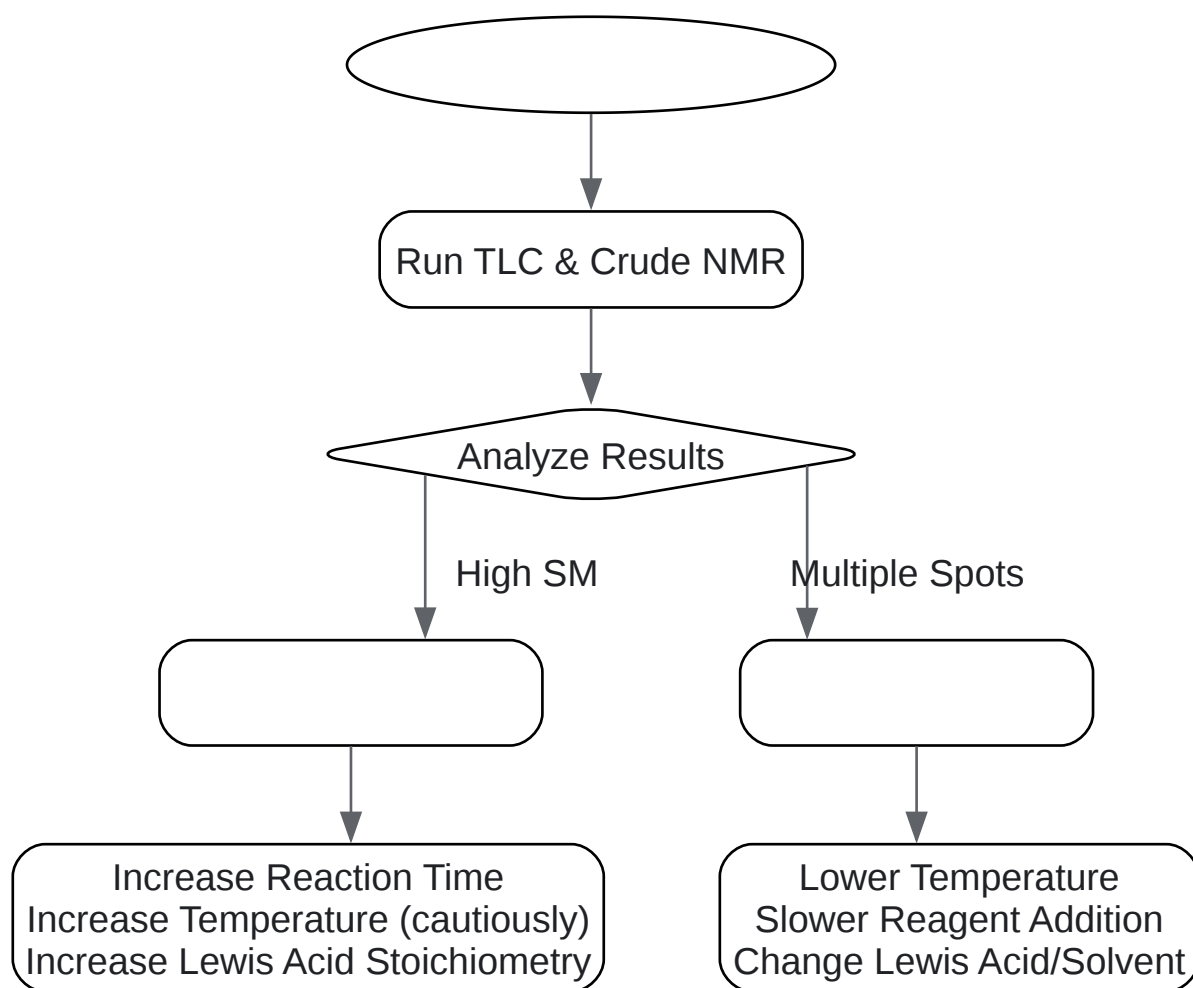 Run TLC & Crude NMR
Analyze Results
High SM
Multiple Spots
Increase Reaction Time
Increase Temperature (cautiously)
Increase Lewis Acid Stoichiometry
Lower Temperature
Slower Reagent Addition
Change Lewis Acid/Solvent